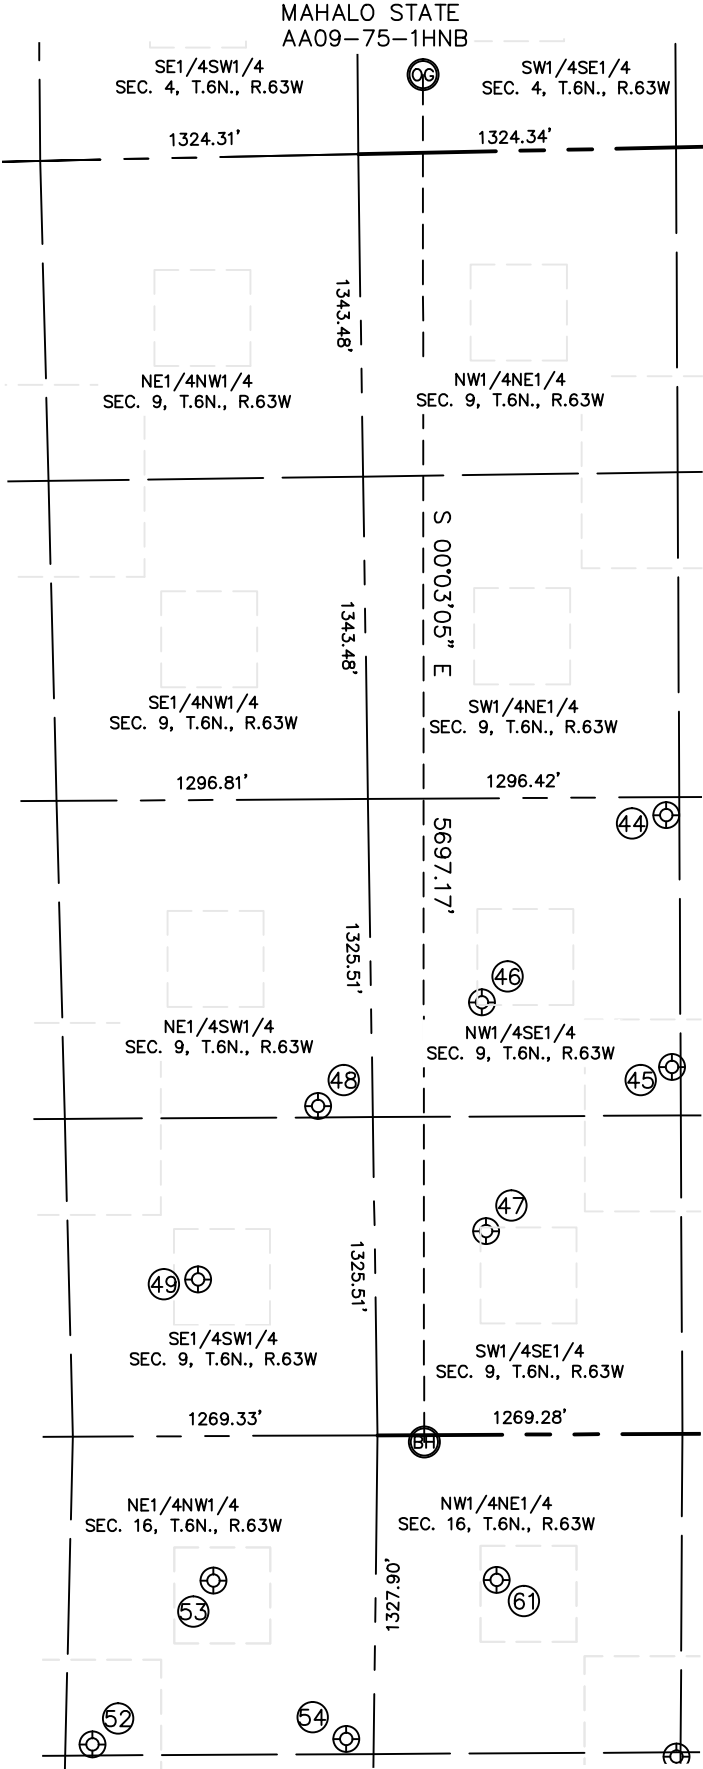 MAHALO STATE
AA09-75-1HNB
SE1/4SW1/4
SEC. 4, T.6N., R.63W
OG
SW1/4SE1/4
SEC. 4, T.6N., R.63W
1324.31'
1324.34'
1343.48'
NE1/4NW1/4
SEC. 9, T.6N., R.63W
NW1/4NE1/4
SEC. 9, T.6N., R.63W
S 00°03'05" E
1343.48'
SE1/4NW1/4
SEC. 9, T.6N., R.63W
SW1/4NE1/4
SEC. 9, T.6N., R.63W
1296.81'
1296.42'
44
5697.17'
1325.51'
46
NE1/4SW1/4
SEC. 9, T.6N., R.63W
NW1/4SE1/4
SEC. 9, T.6N., R.63W
48
45
47
1325.51'
49
SE1/4SW1/4
SEC. 9, T.6N., R.63W
SW1/4SE1/4
SEC. 9, T.6N., R.63W
1269.33'
1269.28'
BH
NE1/4NW1/4
SEC. 16, T.6N., R.63W
NW1/4NE1/4
SEC. 16, T.6N., R.63W
1327.90'
53
61
52
54